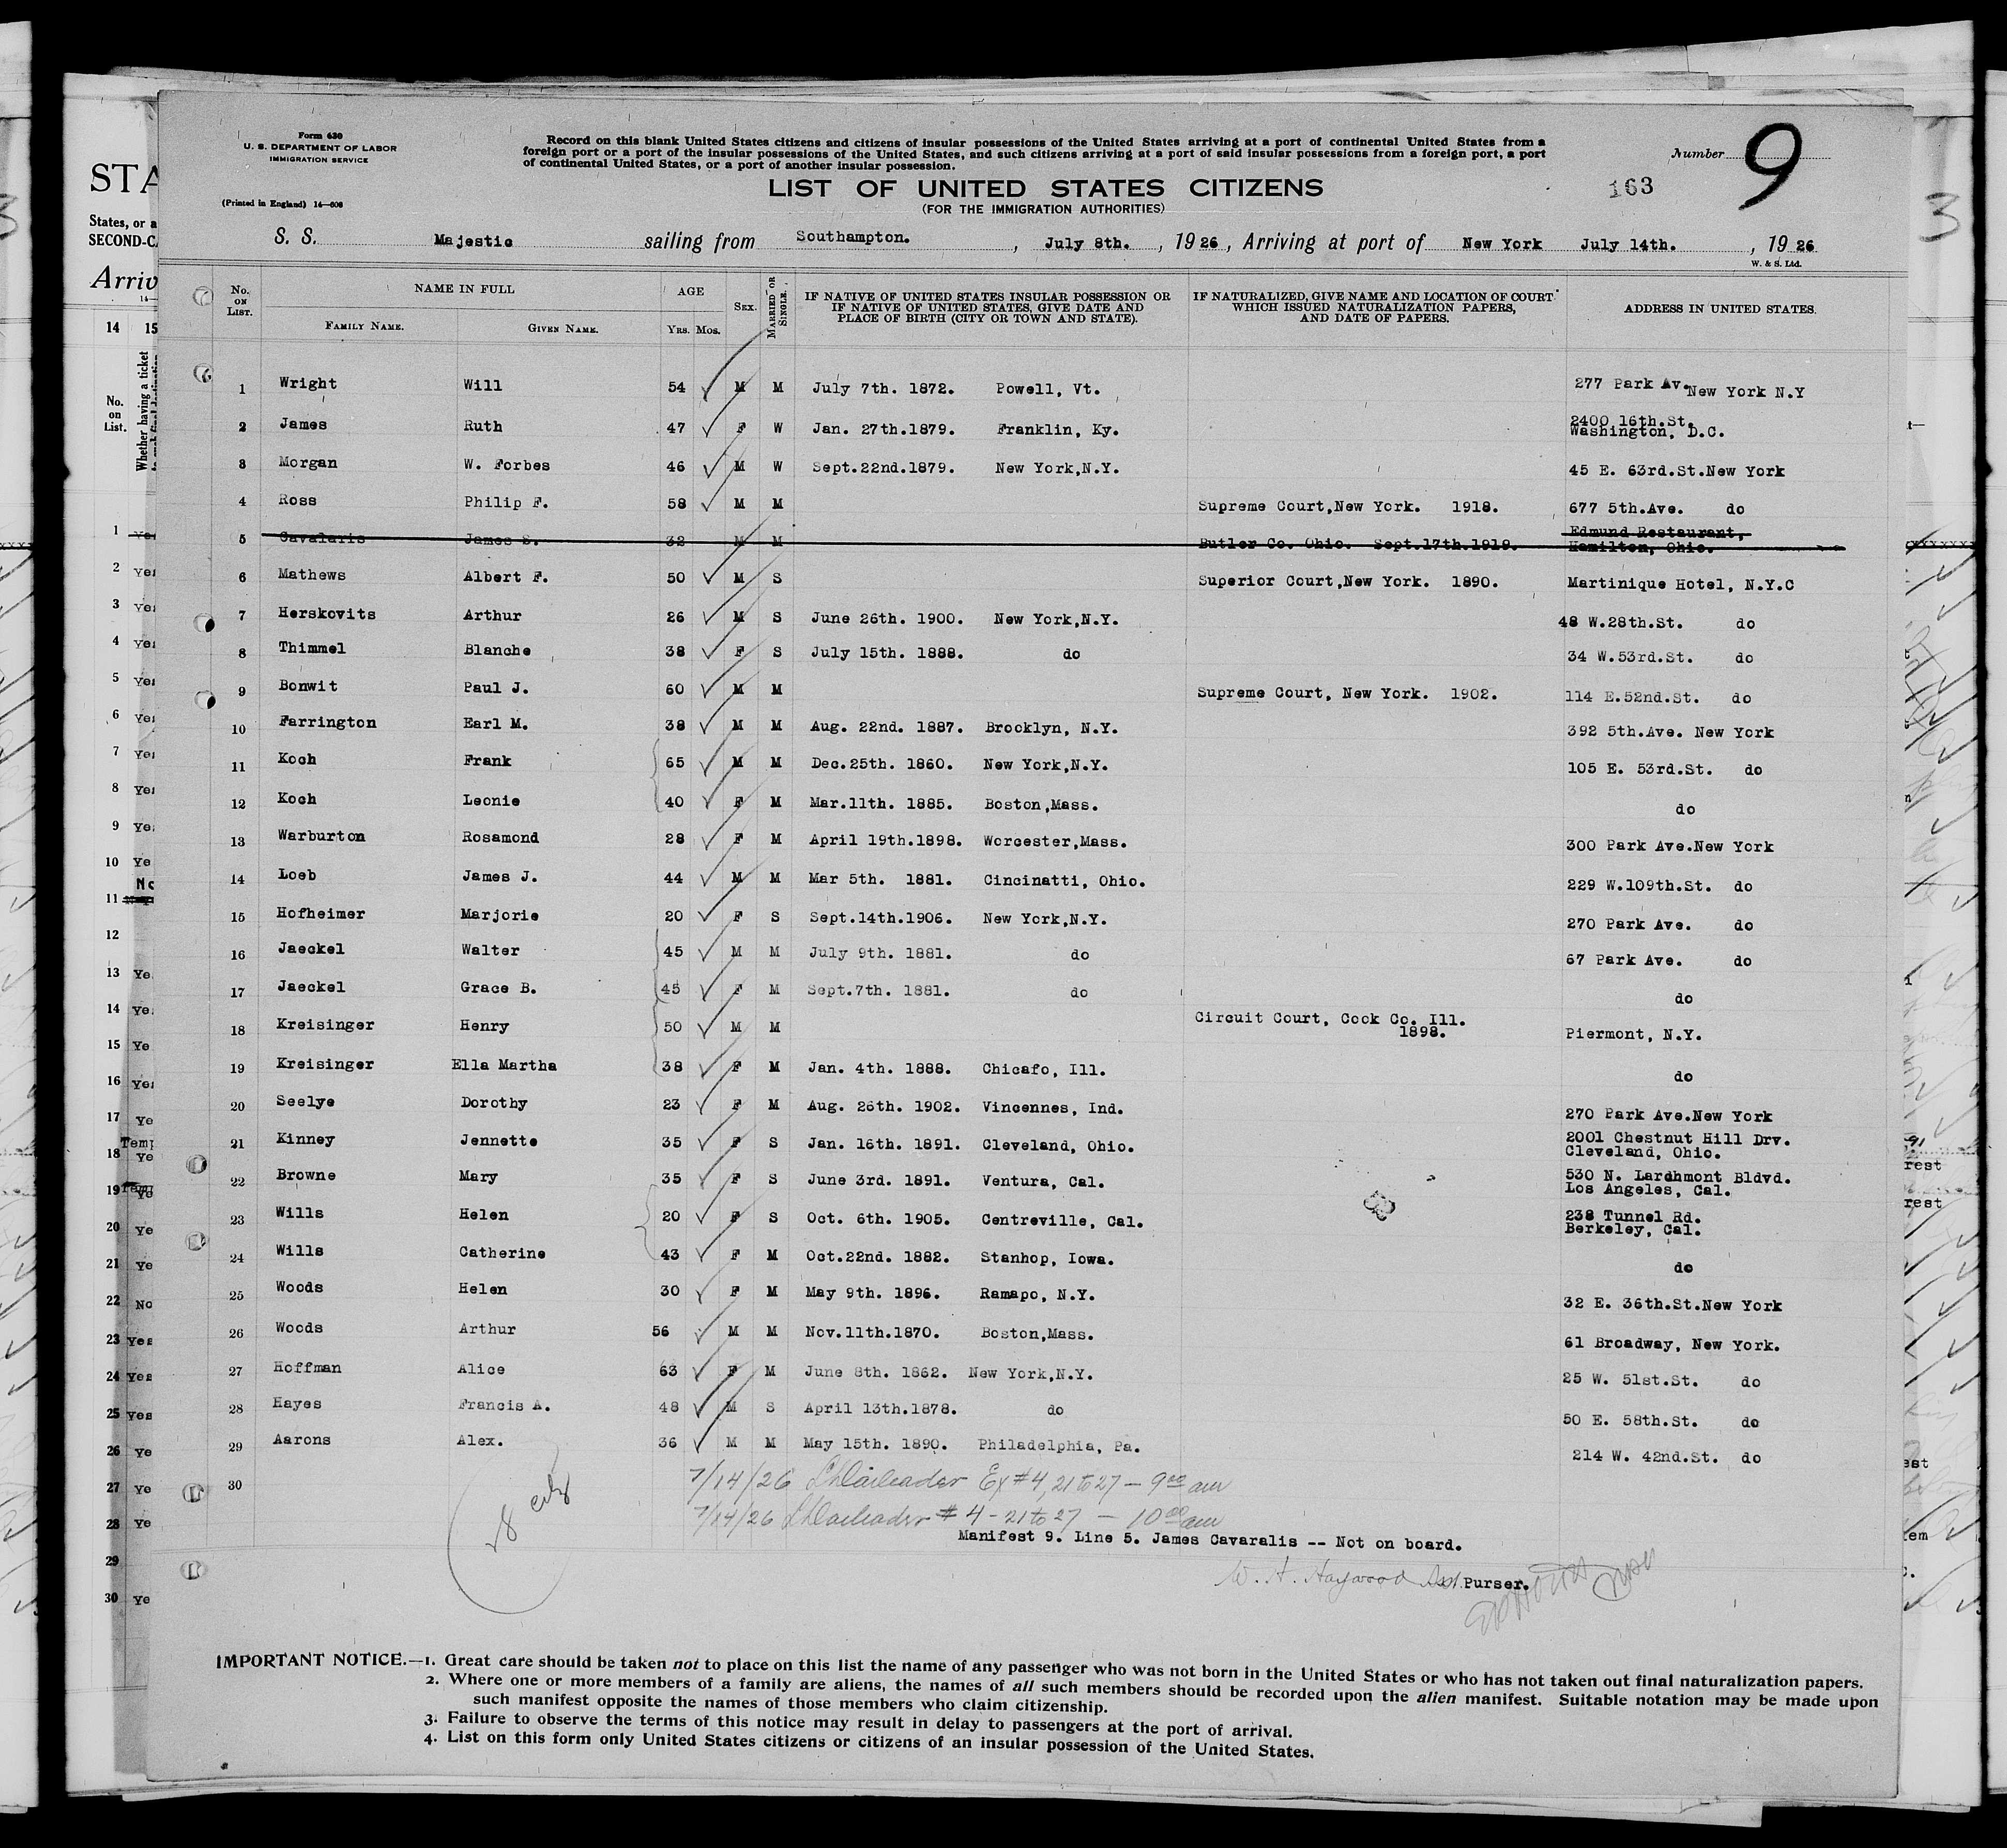 Form 630
U. S. DEPARTMENT OF LABOR
IMMIGRATION SERVICE
(Printed in England) 14—608
Record on this blank United States citizens and citizens of insular possessions of the United States arriving at a port of continental United States from a
foreign port or a port of the insular possessions of the United States, and such citizens arriving at a port of said insular possessions from a foreign port, a port
of continental United States, or a port of another insular possession.
Number 9
LIST OF UNITED STATES CITIZENS
163
(FOR THE IMMIGRATION AUTHORITIES)
S. S. Majestic sailing from Southampton. , July 8th. , 1926 , Arriving at port of New York July 14th. , 1926
W. & S. Ltd.
No. ON LIST. NAME IN FULL FAMILY NAME. GIVEN NAME. AGE YRS. MOS. SEX. MARRIED OR SINGLE. IF NATIVE OF UNITED STATES INSULAR POSSESSION OR IF NATIVE OF UNITED STATES, GIVE DATE AND PLACE OF BIRTH (CITY OR TOWN AND STATE). IF NATURALIZED, GIVE NAME AND LOCATION OF COURT WHICH ISSUED NATURALIZATION PAPERS, AND DATE OF PAPERS. ADDRESS IN UNITED STATES.
1 Wright Will 54 M M July 7th. 1872. Powell, Vt. 277 Park Av. New York N.Y
2 James Ruth 47 F W Jan. 27th.1879. Franklin, Ky. 2400 16th.St. Washington, D.C.
3 Morgan W. Forbes 46 M W Sept.22nd.1879. New York,N.Y. 45 E. 63rd.St.New York
4 Ross Philip F. 58 M M Supreme Court,New York. 1918. 677 5th.Ave. do
5 Cavalaris James S. 32 M M Butler Co. Ohio. Sept.17th.1919. Edmund Restaurant, Hamilton, Ohio.
6 Mathews Albert F. 50 M S Superior Court,New York. 1890. Martinique Hotel, N.Y.C
7 Herskovits Arthur 26 M S June 26th. 1900. New York,N.Y. 48 W.28th.St. do
8 Thimmel Blanche 38 F S July 15th. 1888. do 34 W.53rd.St. do
9 Bonwit Paul J. 60 M M Supreme Court, New York. 1902. 114 E.52nd.St. do
10 Farrington Earl M. 38 M M Aug. 22nd. 1887. Brooklyn, N.Y. 392 5th.Ave. New York
11 Koch Frank 65 M M Dec.25th. 1860. New York,N.Y. 105 E. 53rd.St. do
12 Koch Leonie 40 F M Mar.11th. 1885. Boston,Mass. do
13 Warburton Rosamond 28 F M April 19th.1898. Worcester,Mass. 300 Park Ave.New York
14 Loeb James J. 44 M M Mar 5th. 1881. Cincinatti, Ohio. 229 W.109th.St. do
15 Hofheimer Marjorie 20 F S Sept.14th.1906. New York,N.Y. 270 Park Ave. do
16 Jaeckel Walter 45 M M July 9th. 1881. do 67 Park Ave. do
17 Jaeckel Grace B. 45 F M Sept.7th. 1881. do do
18 Kreisinger Henry 50 M M Circuit Court, Cook Co. Ill. 1898. Piermont, N.Y.
19 Kreisinger Ella Martha 38 F M Jan. 4th. 1888. Chicafo, Ill. do
20 Seelye Dorothy 23 F M Aug. 26th. 1902. Vincennes, Ind. 270 Park Ave.New York
21 Kinney Jennette 35 F S Jan. 16th. 1891. Cleveland, Ohio. 2001 Chestnut Hill Drv. Cleveland, Ohio.
22 Browne Mary 35 F S June 3rd. 1891. Ventura, Cal. 530 N. Larchmont Bldvd. Los Angeles, Cal.
23 Wills Helen 20 F S Oct. 6th. 1905. Centreville, Cal. 238 Tunnel Rd. Berkeley, Cal.
24 Wills Catherine 43 F M Oct.22nd. 1882. Stanhop, Iowa. do
25 Woods Helen 30 F M May 9th. 1896. Ramapo, N.Y. 32 E. 36th.St.New York
26 Woods Arthur 56 M M Nov.11th.1870. Boston,Mass. 61 Broadway, New York.
27 Hoffman Alice 63 F M June 8th. 1862. New York,N.Y. 25 W. 51st.St. do
28 Hayes Francis A. 48 M S April 13th.1878. do 50 E. 58th.St. do
29 Aarons Alex. 36 M M May 15th. 1890. Philadelphia, Pa. 214 W. 42nd.St. do
30
7/14/26 Ex #4, 21 to 27 — 9 00 am
7/14/26 # 4 - 21 to 27 — 10 00 am
Manifest 9. Line 5. James Cavaralis -- Not on board.
W. H. Haywood Asst. Purser.
IMPORTANT NOTICE.—1. Great care should be taken not to place on this list the name of any passenger who was not born in the United States or who has not taken out final naturalization papers.
2. Where one or more members of a family are aliens, the names of all such members should be recorded upon the alien manifest. Suitable notation may be made upon
such manifest opposite the names of those members who claim citizenship.
3. Failure to observe the terms of this notice may result in delay to passengers at the port of arrival.
4. List on this form only United States citizens or citizens of an insular possession of the United States.